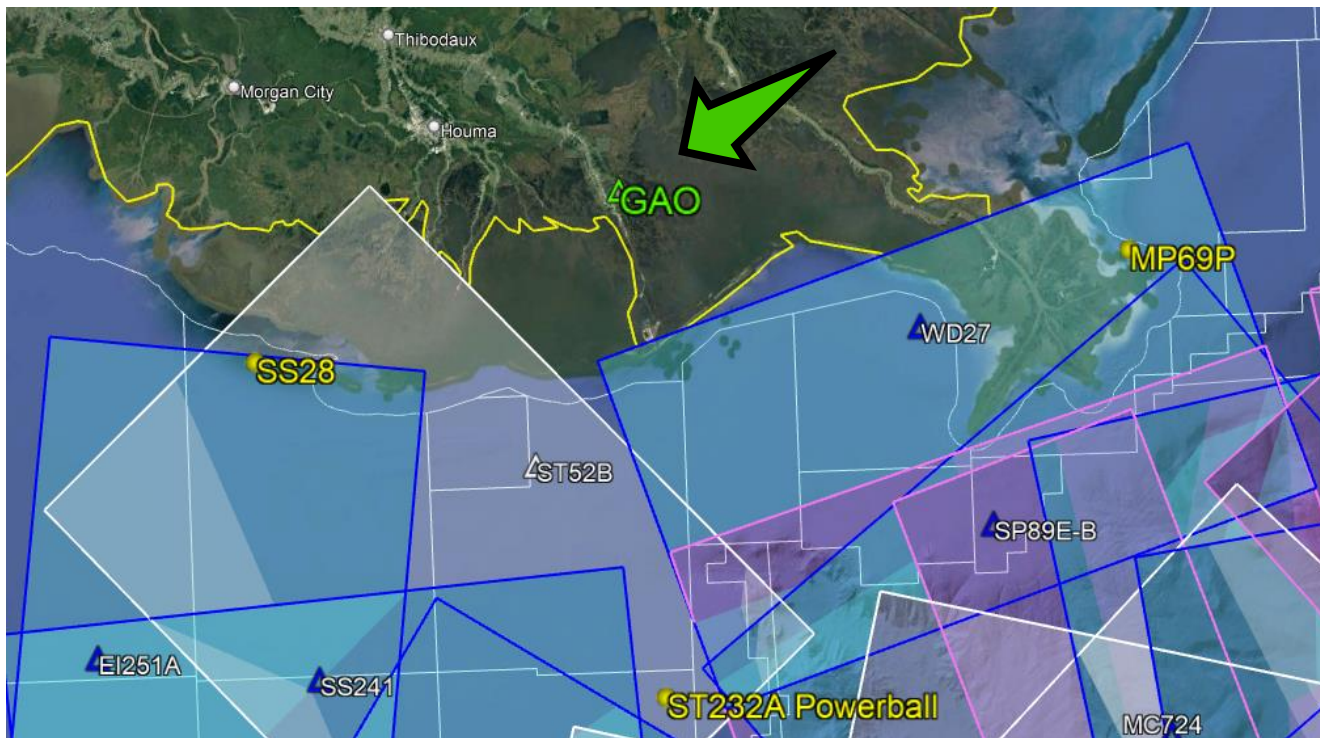 Thibodaux
Morgan City
Houma
GAO
MP69P
WD27
SS28
ST52B
SP89E-B
EI251A
SS241
ST232A Powerball
MC724